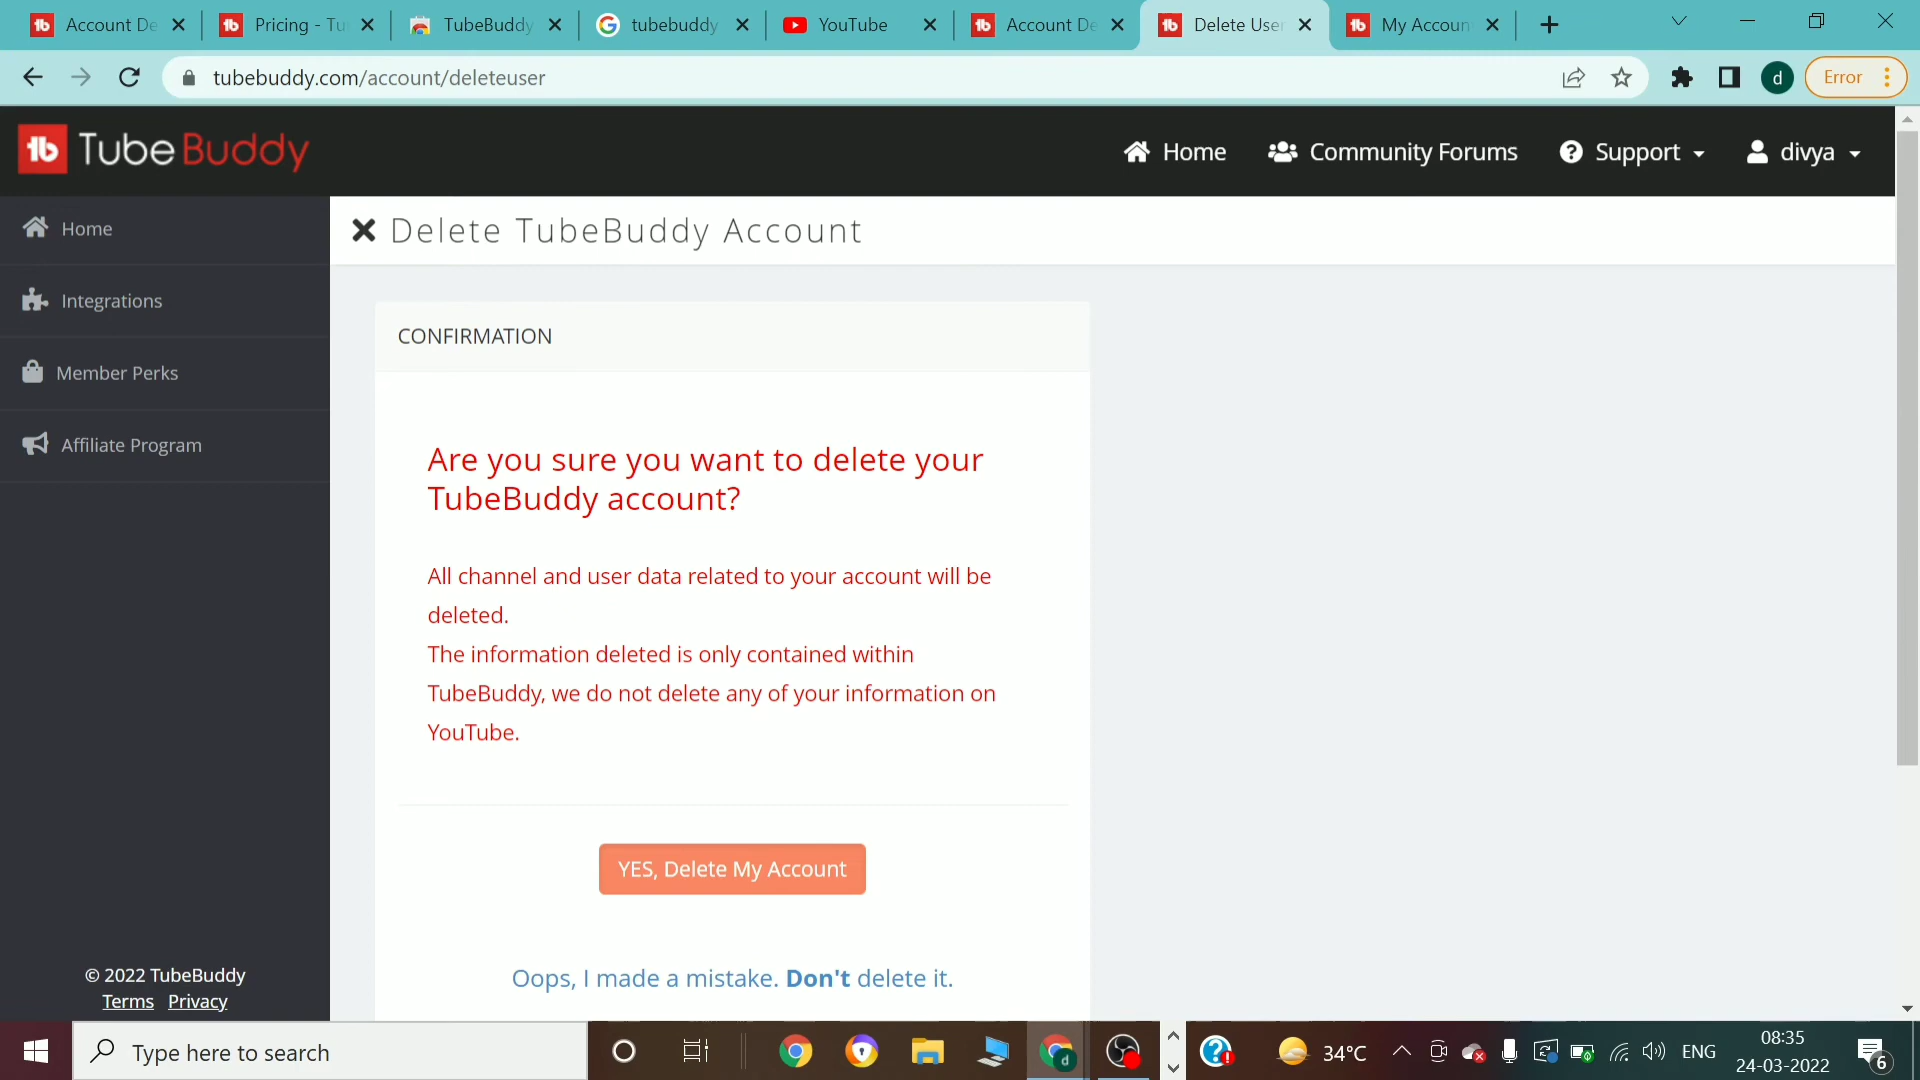 Account De
Pricing - Tu
TubeBuddy
tubebuddy
YouTube
Account De
Delete User
My Accoun
tubebuddy.com/account/deleteuser
d
Error
TubeBuddy
Home
Community Forums
Support
divya
Home
Integrations
Member Perks
Affiliate Program
© 2022 TubeBuddy
Terms Privacy
Delete TubeBuddy Account
CONFIRMATION
Are you sure you want to delete your
TubeBuddy account?
All channel and user data related to your account will be
deleted.
The information deleted is only contained within
TubeBuddy, we do not delete any of your information on
YouTube.
YES, Delete My Account
Oops, I made a mistake. Don't delete it.
Type here to search
d
34°C
ENG
08:35
24-03-2022
6